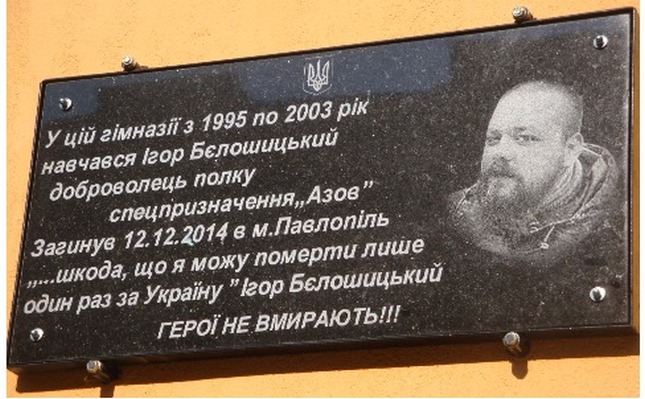 У цій гімназії з 1995 по 2003 рік
навчався Ігор Бєлошицький
доброволець полку
спецпризначення„Азов”
Загинув 12.12.2014 в м.Павлопіль
„...шкода, що я можу померти лише
один раз за Україну ”Ігор Бєлошицький
ГЕРОЇ НЕ ВМИРАЮТЬ!!!